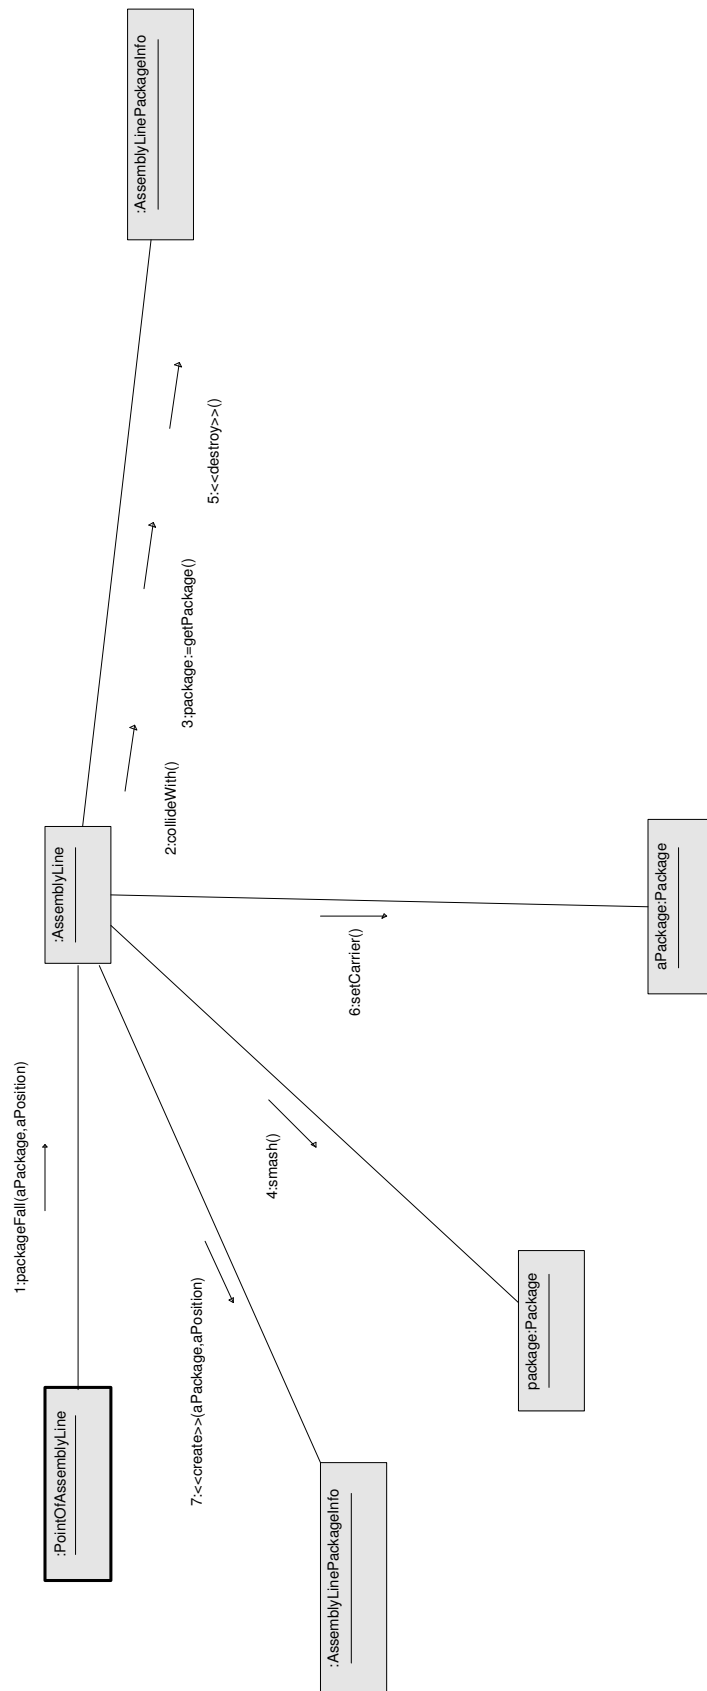 :PointOfAssemblyLine
1:packageFall(aPackage,aPosition)
:AssemblyLine
2:collideWith()
3:package:=getPackage()
5:<<destroy>>()
:AssemblyLinePackageInfo
7:<<create>>(aPackage,aPosition)
:AssemblyLinePackageInfo
4:smash()
package:Package
6:setCarrier()
aPackage:Package